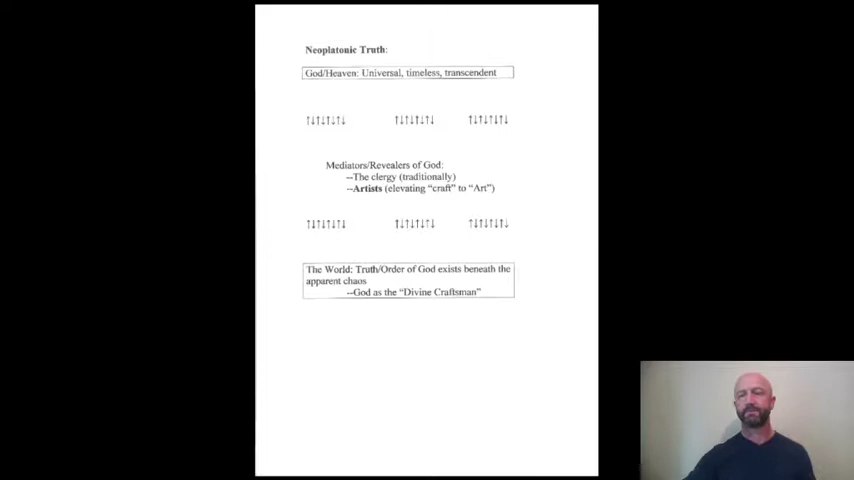 Neoplatonic Truth:
God/Heaven: Universal, timeless, transcendent
↑↓↑↓↑↓↑↓ ↑↓↑↓↑↓↑↓ ↑↓↑↓↑↓↑↓
Mediators/Revealers of God:
--The clergy (traditionally)
--Artists (elevating “craft” to “Art”)
↑↓↑↓↑↓↑↓ ↑↓↑↓↑↓↑↓ ↑↓↑↓↑↓↑↓
The World: Truth/Order of God exists beneath the
apparent chaos
--God as the “Divine Craftsman”